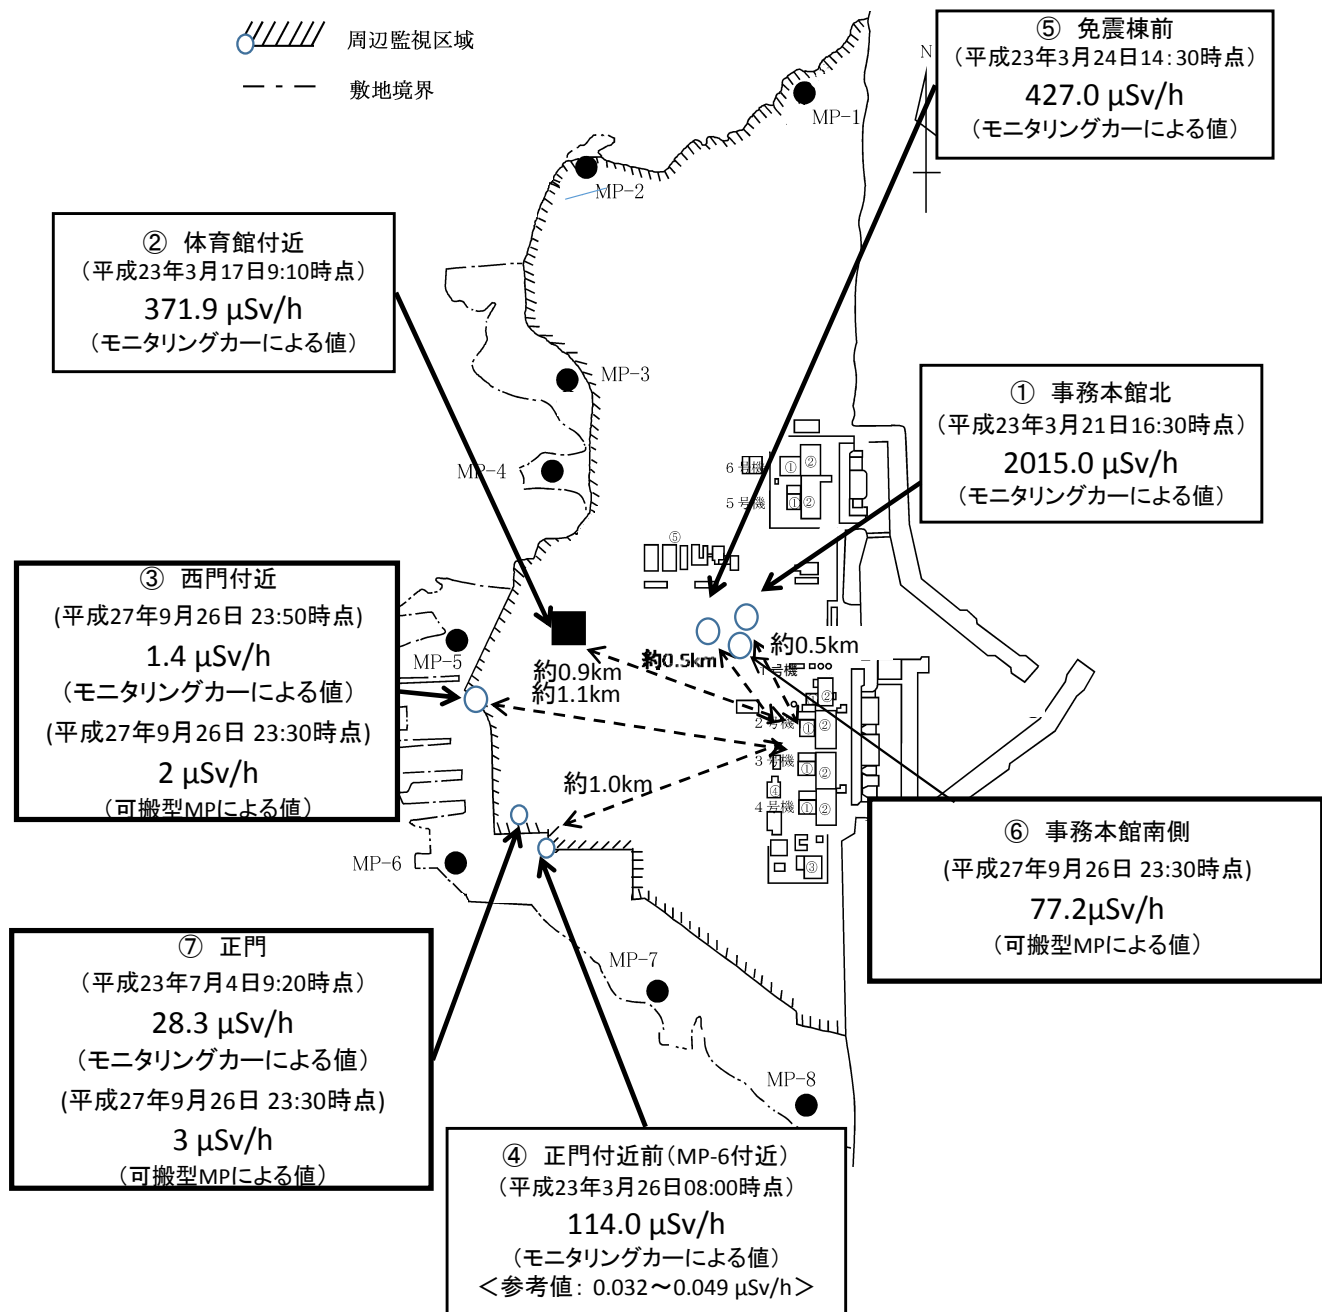 周辺監視区域
敷地境界
⑤ 免震棟前
（平成23年3月24日14：30時点）
427.0 μSv/h
（モニタリングカーによる値）
N
MP-1
MP-2
② 体育館付近
（平成23年3月17日9:10時点）
371.9 μSv/h
（モニタリングカーによる値）
MP-3
MP-4
① 事務本館北
（平成23年3月21日16:30時点）
2015.0 μSv/h
（モニタリングカーによる値）
6号機
① ②
5号機
① ②
⑤
③ 西門付近
(平成27年9月26日 23:50時点)
1.4 μSv/h
（モニタリングカーによる値）
(平成27年9月26日 23:30時点)
2 μSv/h
（可搬型MPによる値）
MP-5
約0.9km
約1.1km
約0.5km
約0.5km
1号機
②
2号機
① ②
3号機
① ②
④
4号機
① ②
③
約1.0km
MP-6
⑥ 事務本館南側
(平成27年9月26日 23:30時点)
77.2μSv/h
（可搬型MPによる値）
⑦ 正門
（平成23年7月4日9:20時点）
28.3 μSv/h
（モニタリングカーによる値）
(平成27年9月26日 23:30時点)
3 μSv/h
（可搬型MPによる値）
MP-7
MP-8
④ 正門付近前（MP-6付近）
（平成23年3月26日08:00時点）
114.0 μSv/h
（モニタリングカーによる値）
＜参考値： 0.032～0.049 μSv/h＞